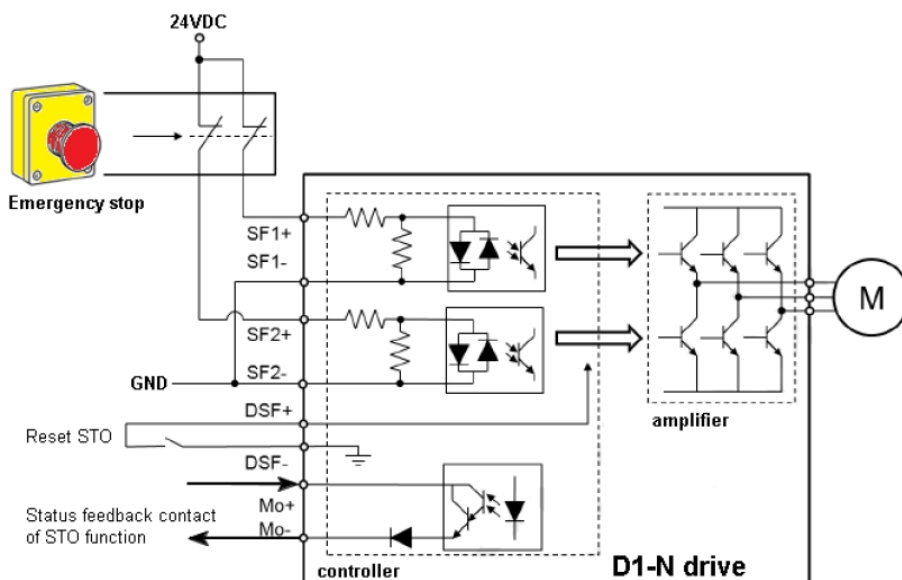 24VDC
Emergency stop
SF1+
SF1-
SF2+
GND
SF2-
DSF+
Reset STO
DSF-
Mo+
Status feedback contact
of STO function
Mo-
controller
amplifier
M
D1-N drive